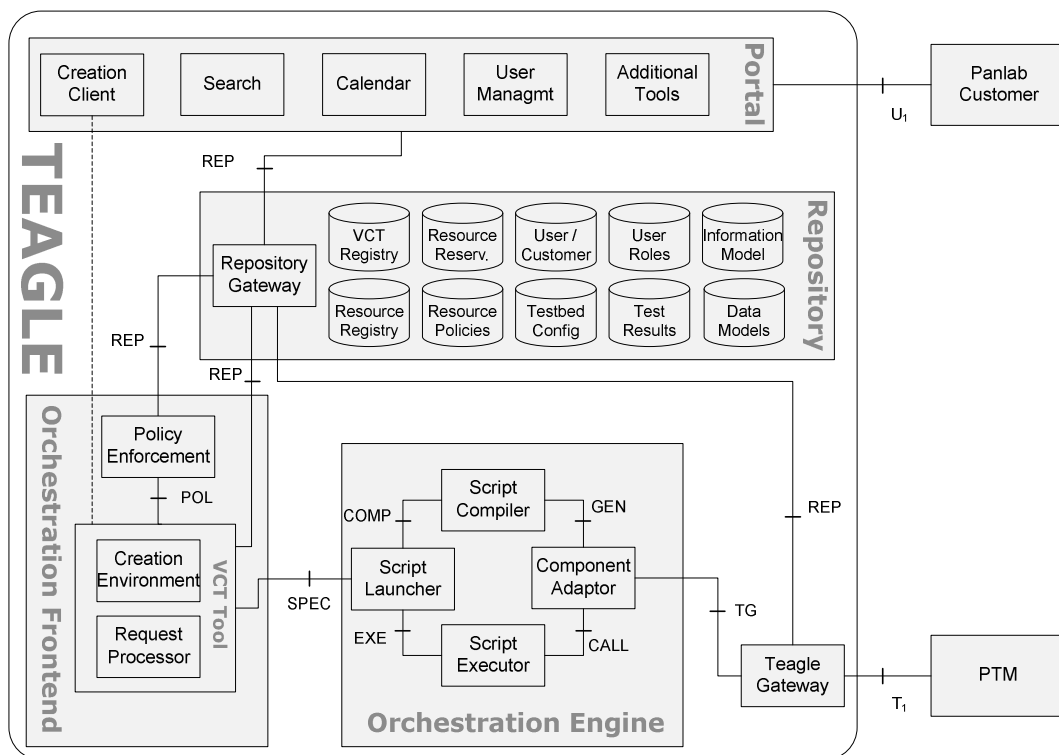 Creation
Client
Search
Calendar
User
Managmt
Additional
Tools
Portal
Panlab
Customer
U1
TEAGLE
REP
Repository
Gateway
VCT
Registry
Resource
Reserv.
User /
Customer
User
Roles
Information
Model
Resource
Registry
Resource
Policies
Testbed
Config
Test
Results
Data
Models
Repository
REP
REP
REP
Orchestration Frontend
Policy
Enforcement
POL
Creation
Environment
Request
Processor
VCT Tool
SPEC
Script
Compiler
COMP
GEN
Script
Launcher
Component
Adaptor
EXE
CALL
Script
Executor
Orchestration Engine
TG
Teagle
Gateway
T1
PTM